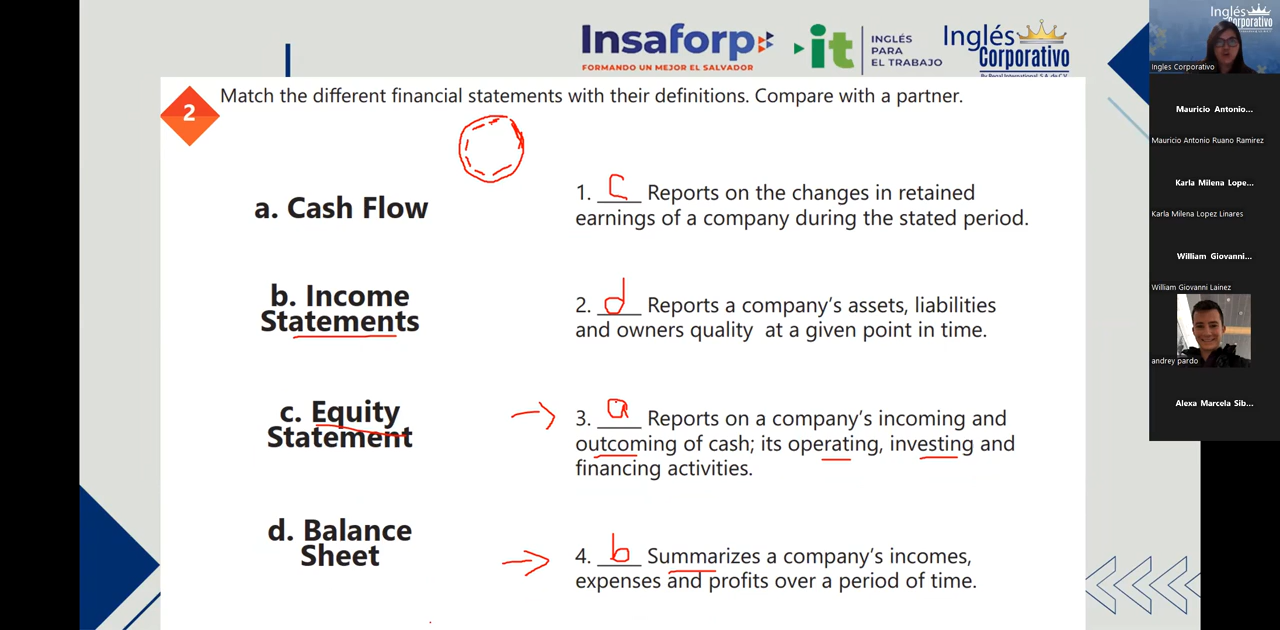 Insaforp
FORMANDO UN MEJOR EL SALVADOR
it
INGLÉS
PARA
EL TRABAJO
Inglés
Corporativo
By Regal International, S.A. de C.V.
Inglés
Corporativo
Ingles Corporativo
2
Match the different financial statements with their definitions. Compare with a partner.
a. Cash Flow
b. Income
Statements
c. Equity
Statement
d. Balance
Sheet
1. c Reports on the changes in retained
earnings of a company during the stated period.
2. d Reports a company's assets, liabilities
and owners quality at a given point in time.
3. a Reports on a company's incoming and
outcoming of cash; its operating, investing and
financing activities.
4. b Summarizes a company's incomes,
expenses and profits over a period of time.
Mauricio Antonio...
Mauricio Antonio Ruano Ramirez
Karla Milena Lope...
Karla Milena Lopez Linares
William Giovanni...
William Giovanni Lainez
andrey pardo
Alexa Marcela Sib...